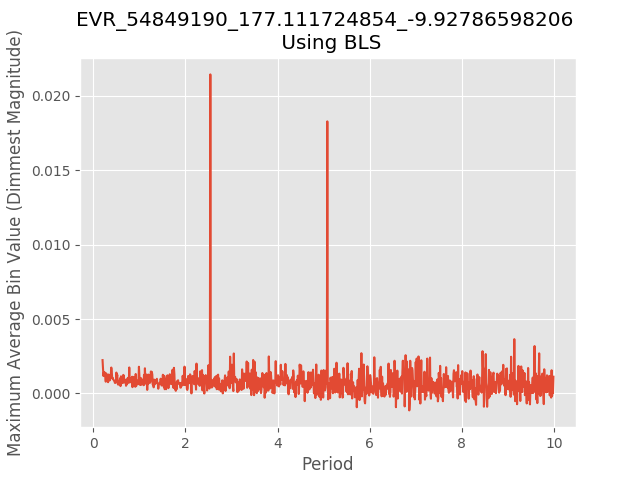 EVR_54849190_177.111724854_-9.92786598206
Using BLS
Maximum Average Bin Value (Dimmest Magnitude)
0.020
0.015
0.010
0.005
0.000
0
2
4
6
8
10
Period